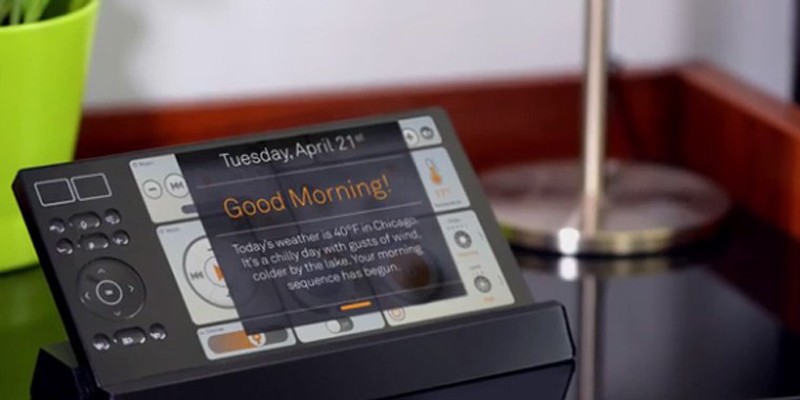 Tuesday, April 21st
Good Morning!
Today's weather is 40°F in Chicago.
It's a chilly day with gusts of wind,
colder by the lake. Your morning
sequence has begun.